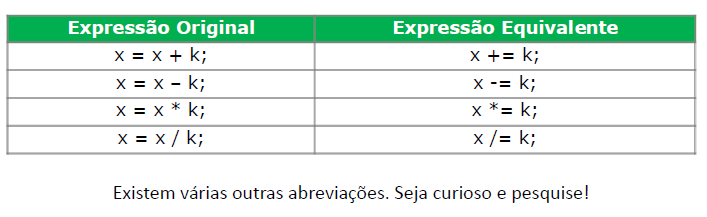 Expressão Original Expressão Equivalente
x = x + k; x += k;
x = x – k; x -= k;
x = x * k; x *= k;
x = x / k; x /= k;
Existem várias outras abreviações. Seja curioso e pesquise!